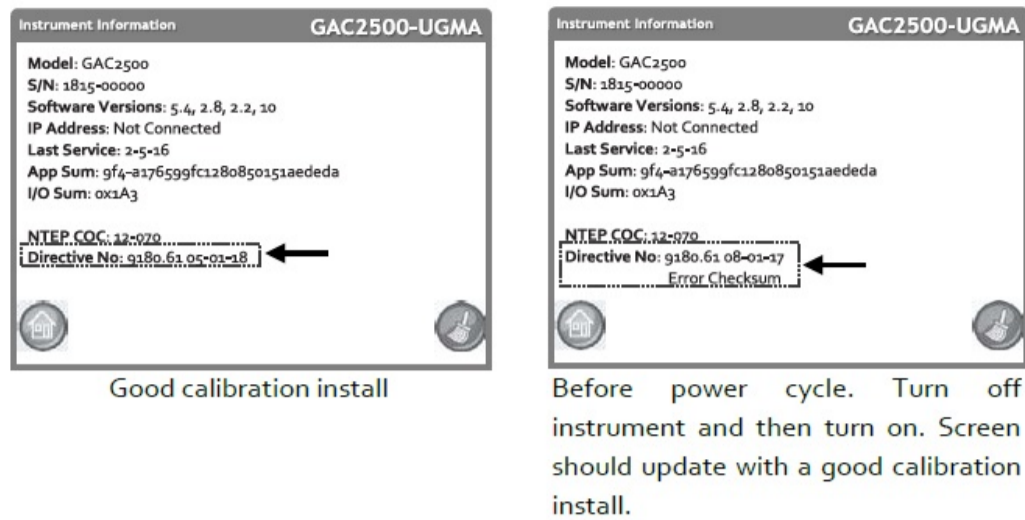 Instrument Information GAC2500-UGMA
Model: GAC2500
S/N: 1815-00000
Software Versions: 5.4, 2.8, 2.2, 10
IP Address: Not Connected
Last Service: 2-5-16
App Sum: 9f4-a176599fc1280850151aededa
I/O Sum: 0x1A3
NTEP COC: 12-070
Directive No: 9180.61 05-01-18
Good calibration install
Instrument Information GAC2500-UGMA
Model: GAC2500
S/N: 1815-00000
Software Versions: 5.4, 2.8, 2.2, 10
IP Address: Not Connected
Last Service: 2-5-16
App Sum: 9f4-a176599fc1280850151aededa
I/O Sum: 0x1A3
NTEP COC: 12-070
Directive No: 9180.61 08-01-17
Error Checksum
Before power cycle. Turn off
instrument and then turn on. Screen
should update with a good calibration
install.